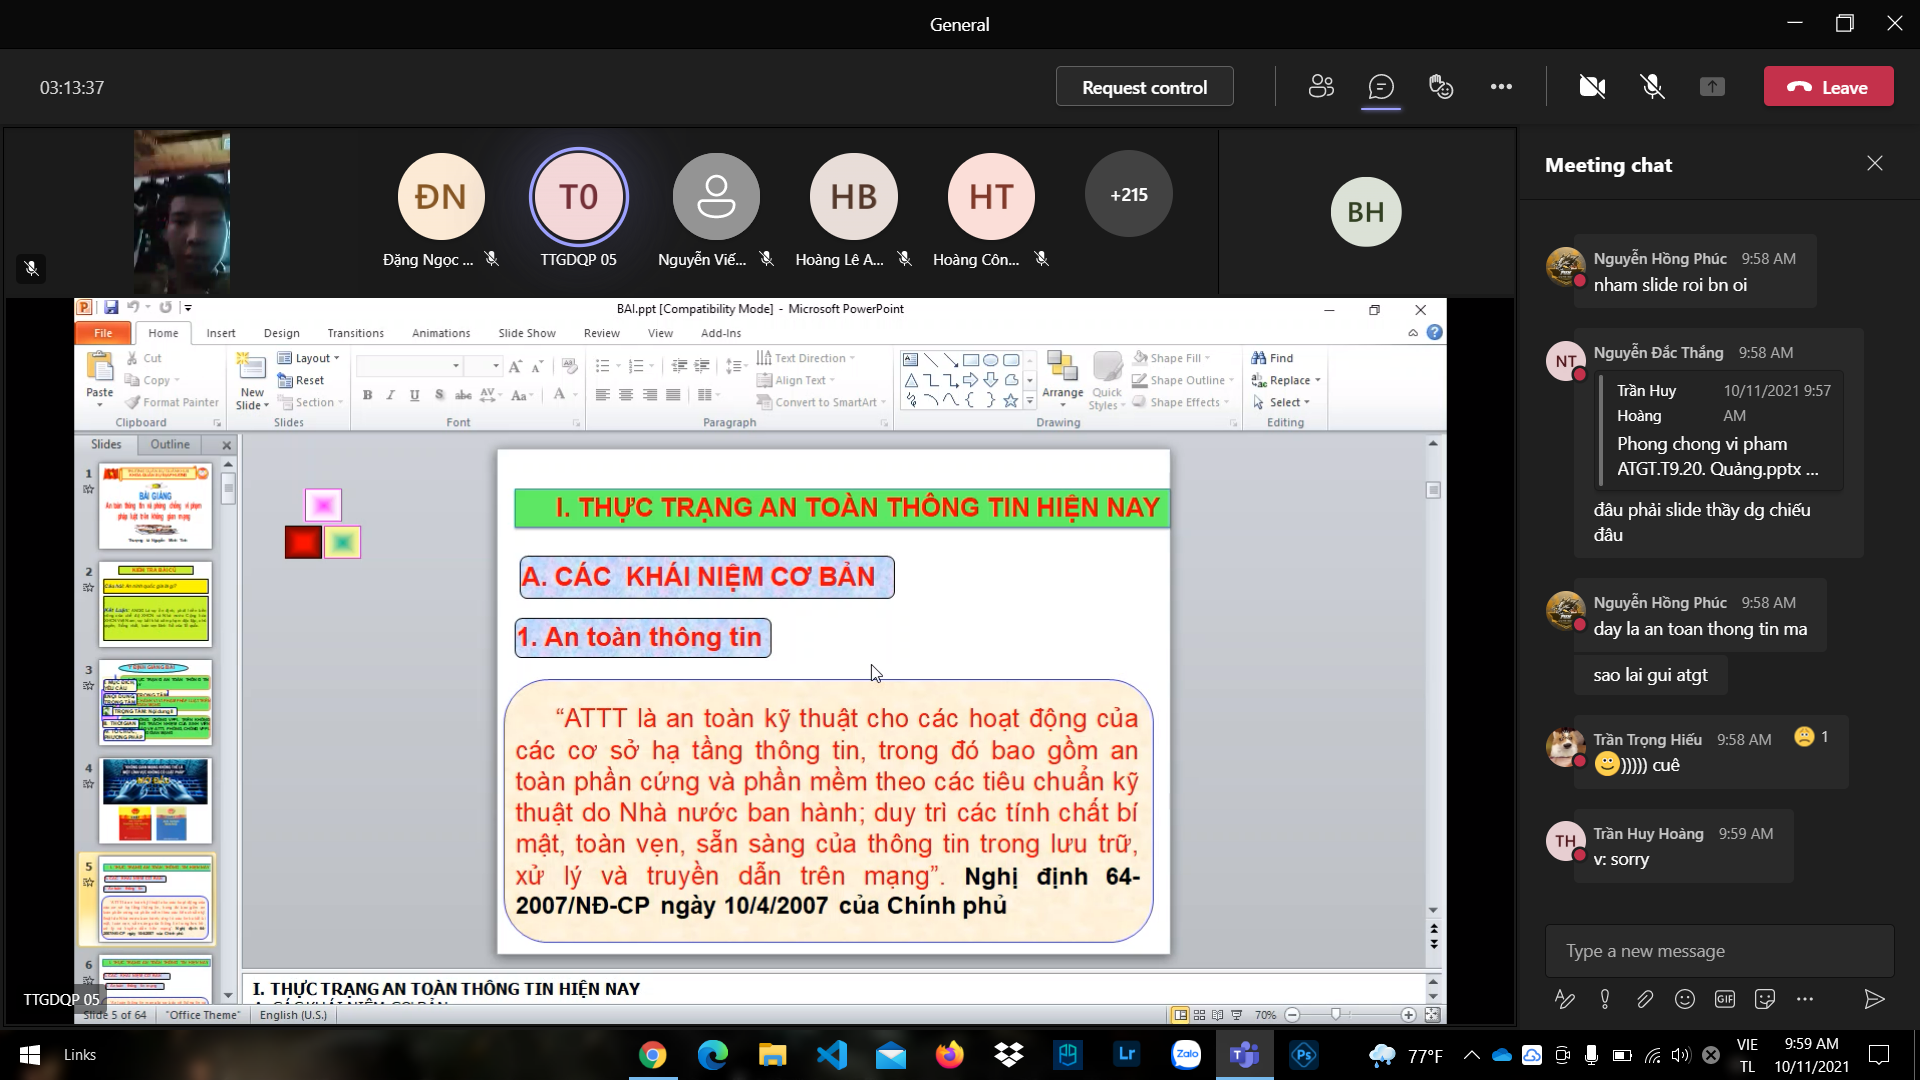 General
03:13:37
Request control
Leave
ĐN
T0
HB
HT
+215
BH
Đặng Ngọc ...
TTGDQP 05
Nguyễn Viế...
Hoàng Lê A...
Hoàng Côn...
BAI.ppt [Compatibility Mode] - Microsoft PowerPoint
File
Home
Insert
Design
Transitions
Animations
Slide Show
Review
View
Add-Ins
Paste
Cut
Copy
Format Painter
Clipboard
New
Slide
Layout
Reset
Section
Slides
Font
Text Direction
Align Text
Convert to SmartArt
Paragraph
Arrange
Quick
Styles
Shape Fill
Shape Outline
Shape Effects
Drawing
Find
Replace
Select
Editing
Slides
Outline
1
BÀI GIẢNG
2
3
4
5
6
I. THỰC TRẠNG AN TOÀN THÔNG TIN HIỆN NAY
A. CÁC KHÁI NIỆM CƠ BẢN
1. An toàn thông tin
“ATTT là an toàn kỹ thuật cho các hoạt động của
các cơ sở hạ tầng thông tin, trong đó bao gồm an
toàn phần cứng và phần mềm theo các tiêu chuẩn kỹ
thuật do Nhà nước ban hành; duy trì các tính chất bí
mật, toàn vẹn, sẵn sàng của thông tin trong lưu trữ,
xử lý và truyền dẫn trên mạng”. Nghị định 64-
2007/NĐ-CP ngày 10/4/2007 của Chính phủ
I. THỰC TRẠNG AN TOÀN THÔNG TIN HIỆN NAY
TTGDQP 05
Slide 5 of 64
"Office Theme"
English (U.S.)
70%
Meeting chat
Nguyễn Hồng Phúc 9:58 AM
nham slide roi bn oi
NT
Nguyễn Đắc Thắng 9:58 AM
Trần Huy 10/11/2021 9:57
Hoàng AM
Phong chong vi pham
ATGT.T9.20. Quảng.pptx ...
đâu phải slide thầy dg chiếu
đâu
Nguyễn Hồng Phúc 9:58 AM
day la an toan thong tin ma
sao lai gui atgt
Trần Trọng Hiếu 9:58 AM
1
))))) cuê
TH
Trần Huy Hoàng 9:59 AM
v: sorry
Type a new message
GIF
Links
Lr
Zalo
Ps
77°F
VIE
TL
9:59 AM
10/11/2021